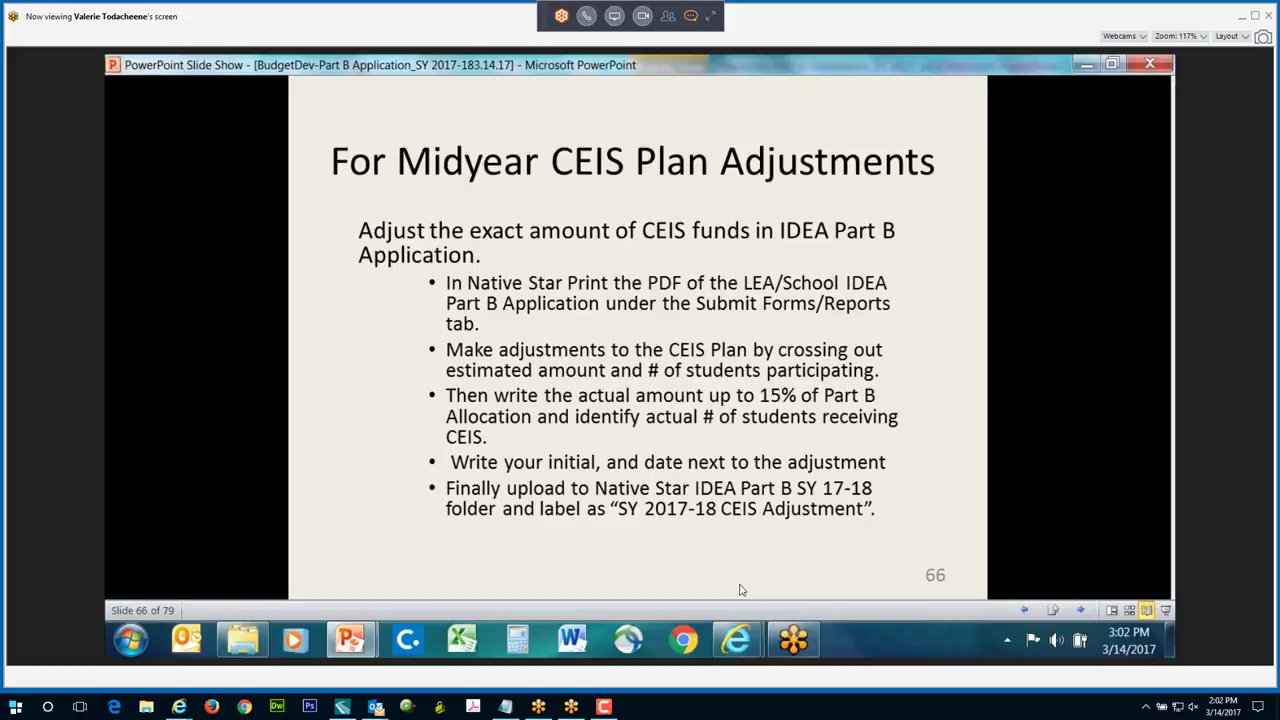 Now viewing Valerie Todacheene's screen
Webcams
Zoom: 117%
Layout
PowerPoint Slide Show - [BudgetDev-Part B Application_SY 2017-183.14.17] - Microsoft PowerPoint
For Midyear CEIS Plan Adjustments
Adjust the exact amount of CEIS funds in IDEA Part B
Application.
• In Native Star Print the PDF of the LEA/School IDEA
Part B Application under the Submit Forms/Reports
tab.
• Make adjustments to the CEIS Plan by crossing out
estimated amount and # of students participating.
• Then write the actual amount up to 15% of Part B
Allocation and identify actual # of students receiving
CEIS.
• Write your initial, and date next to the adjustment
• Finally upload to Native Star IDEA Part B SY 17-18
folder and label as “SY 2017-18 CEIS Adjustment”.
66
Slide 66 of 79
3:02 PM
3/14/2017
2:02 PM
3/14/2017